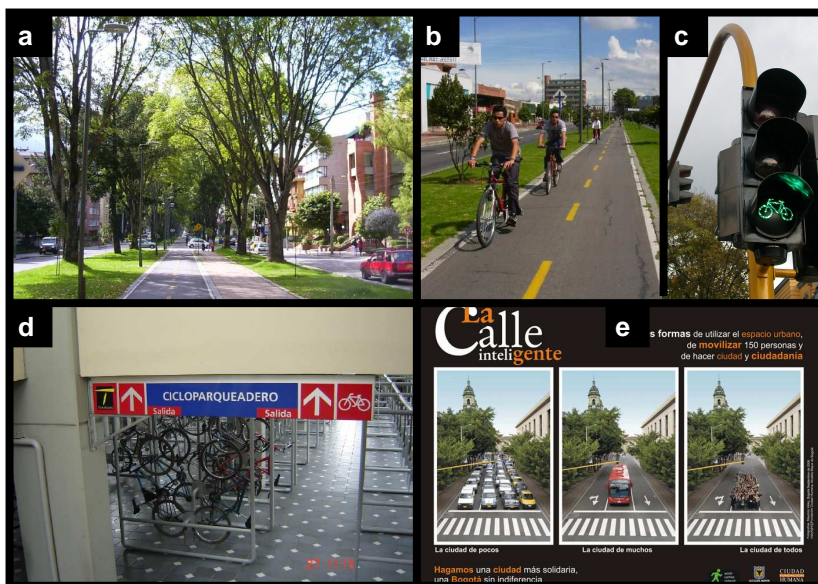 a
b
c
d
CICLOPARQUEADERO
Salida
Salida
e
La
Calle
inteligente
s formas de utilizar el espacio urbano,
de movilizar 150 personas y
de hacer ciudad y ciudadanía
La ciudad de pocos
La ciudad de muchos
La ciudad de todos
Hagamos una ciudad más solidaria,
una Bogotá sin indiferencia
CIUDAD
HUMANA